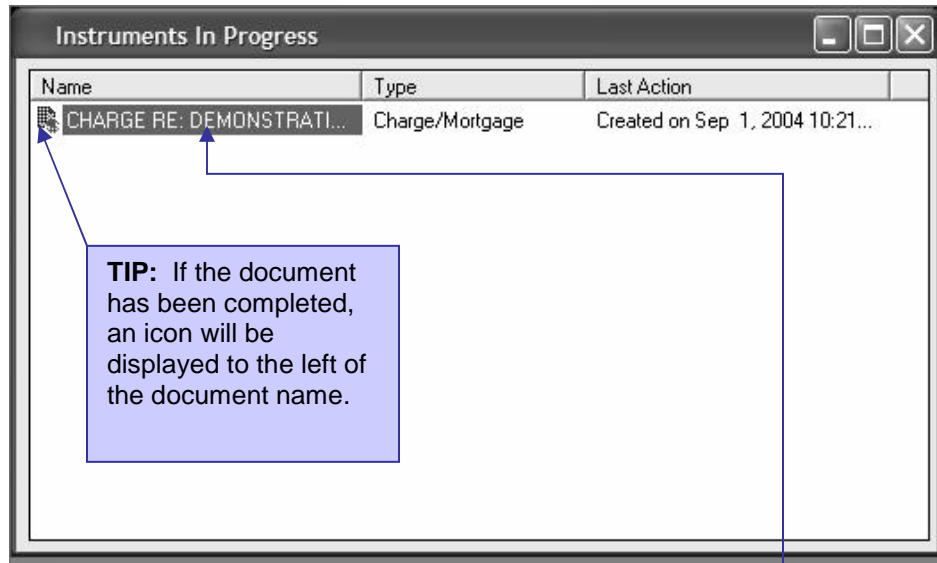 Instruments In Progress
Name Type Last Action
CHARGE RE: DEMONSTRATI... Charge/Mortgage Created on Sep 1, 2004 10:21...
TIP: If the document
has been completed,
an icon will be
displayed to the left of
the document name.